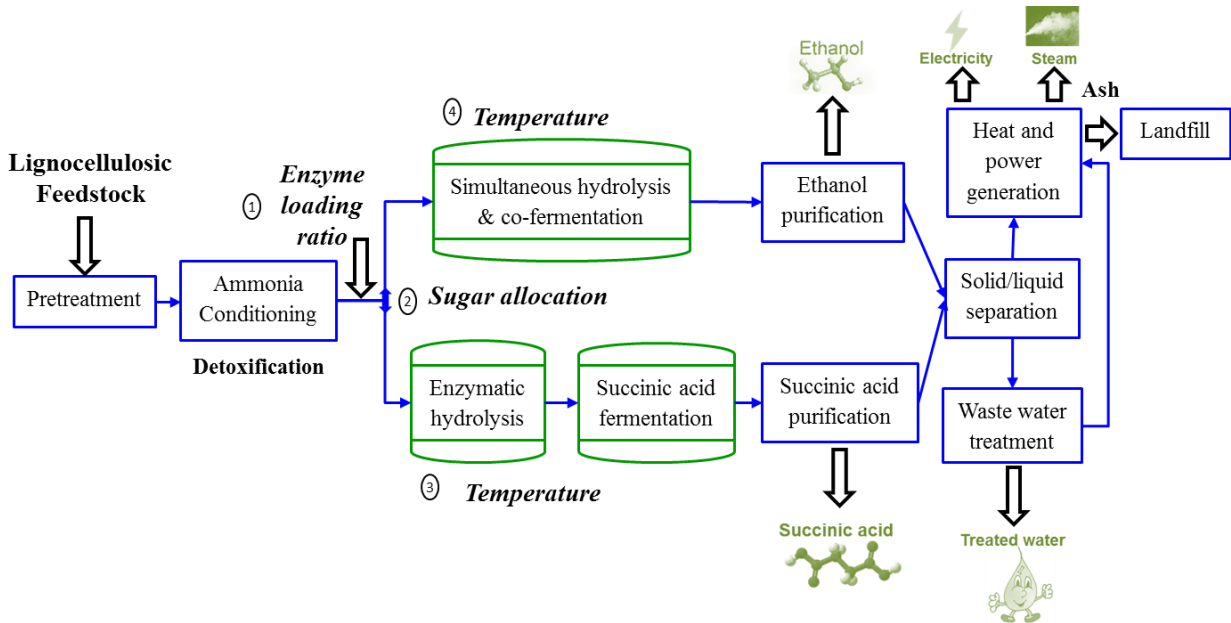 Lignocellulosic
Feedstock
Pretreatment
Ammonia
Conditioning
Detoxification
①
Enzyme
loading
ratio
② Sugar allocation
④ Temperature
Simultaneous hydrolysis
& co-fermentation
Enzymatic
hydrolysis
Succinic acid
fermentation
③ Temperature
Ethanol
Ethanol
purification
Succinic acid
purification
Succinic acid
Electricity
Steam
Ash
Heat and
power
generation
Landfill
Solid/liquid
separation
Waste water
treatment
Treated water